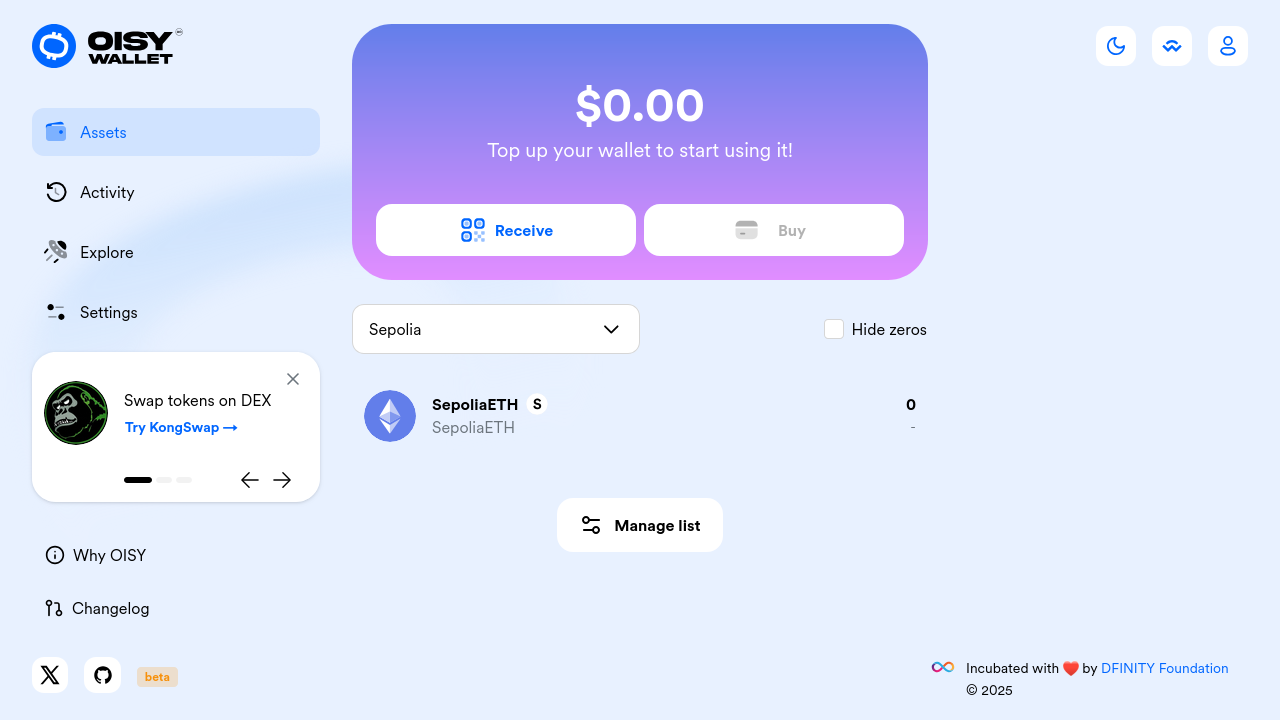 OISY
WALLET
Assets
Activity
Explore
Settings
Swap tokens on DEX
Try KongSwap →
Why OISY
Changelog
beta
$0.00
Top up your wallet to start using it!
Receive
Buy
Sepolia
Hide zeros
SepoliaETH S
0
SepoliaETH
-
Manage list
Incubated with ❤️ by DFINITY Foundation
© 2025